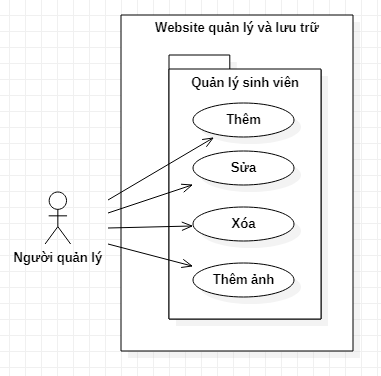 Website quản lý và lưu trữ
Quản lý sinh viên
Thêm
Sửa
Xóa
Thêm ảnh
Người quản lý